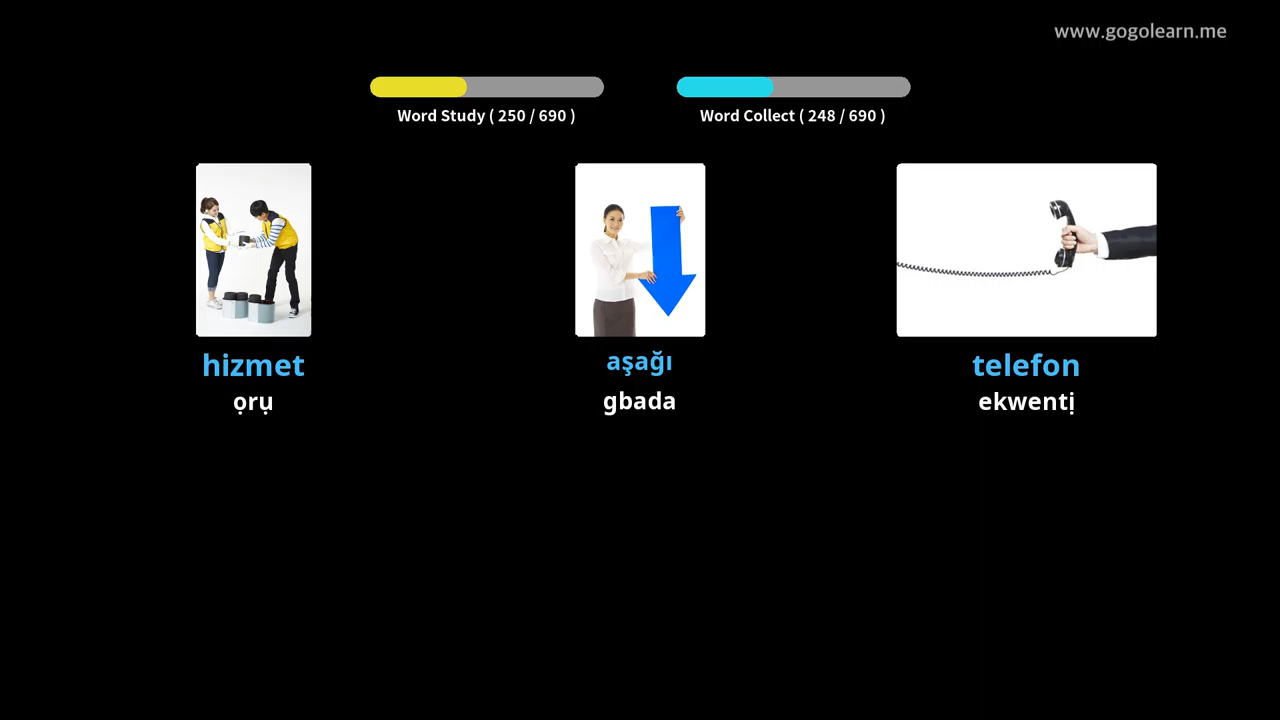 www.gogolearn.me
Word Study ( 250 / 690 )
Word Collect ( 248 / 690 )
hizmet
ọrụ
aşağı
gbada
telefon
ekwentị